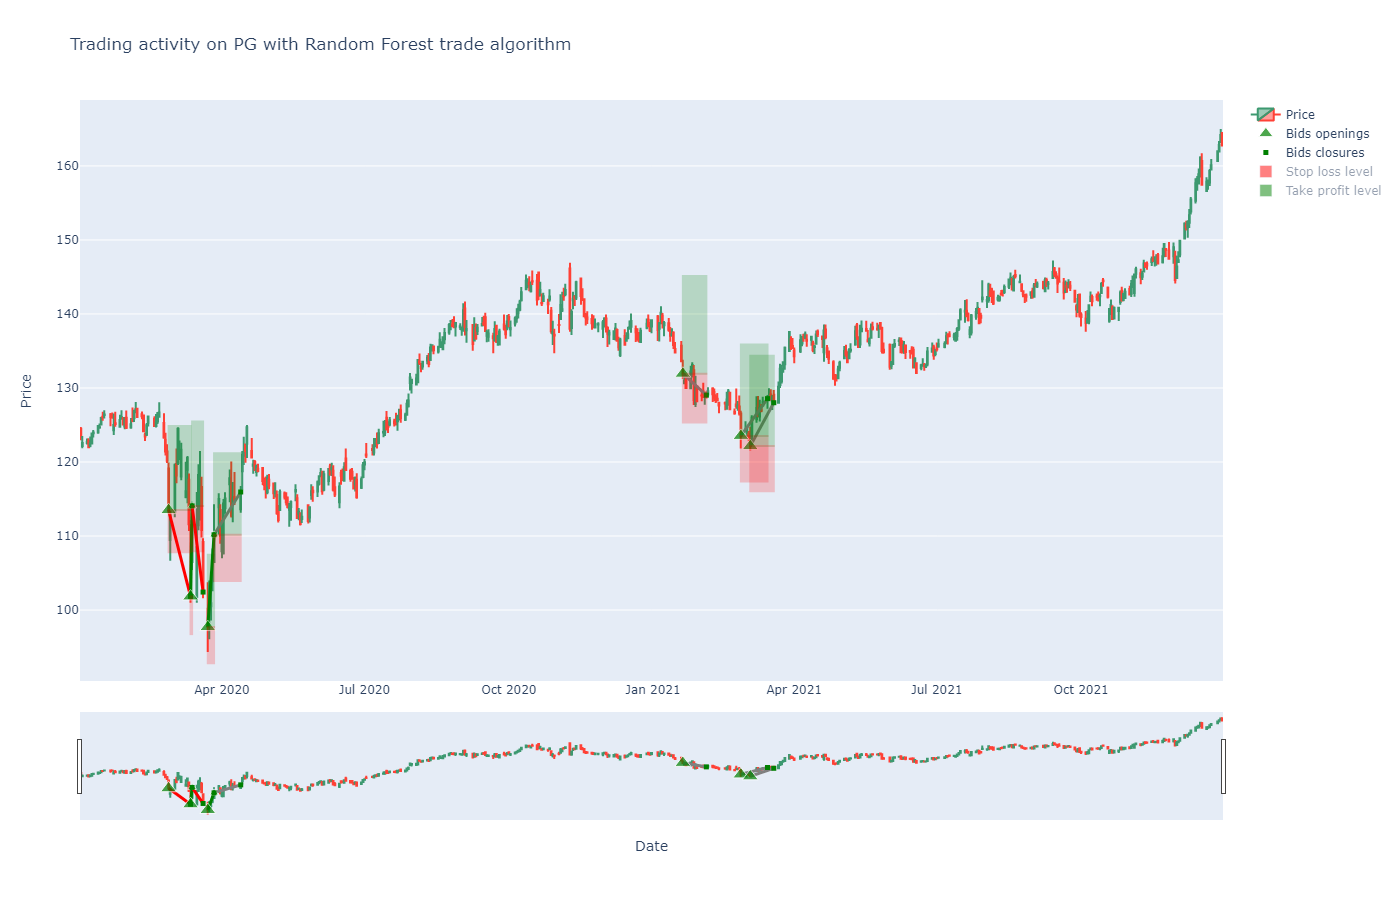 Trading activity on PG with Random Forest trade algorithm
Price
Bids openings
Bids closures
Stop loss level
Take profit level
160
150
140
130
120
110
100
Price
Apr 2020
Jul 2020
Oct 2020
Jan 2021
Apr 2021
Jul 2021
Oct 2021
Date